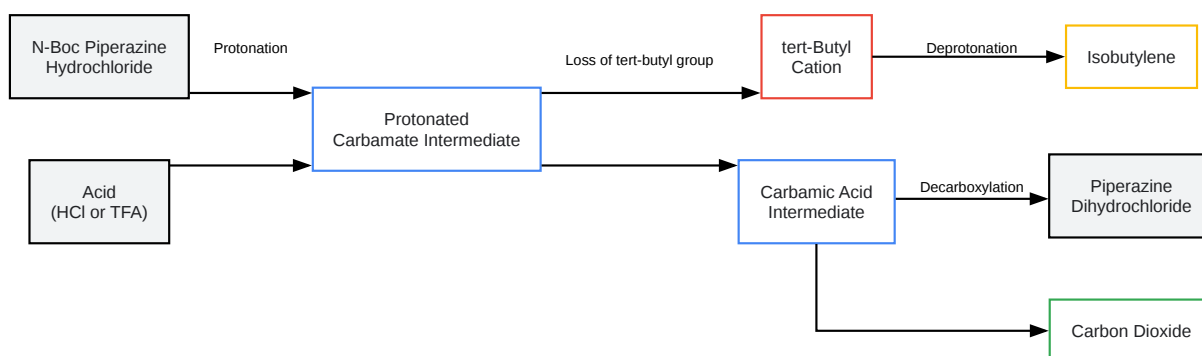 N-Boc Piperazine
Hydrochloride
Protonation
Acid
(HCl or TFA)
Protonated
Carbamate Intermediate
Loss of tert-butyl group
tert-Butyl
Cation
Deprotonation
Isobutylene
Carbamic Acid
Intermediate
Decarboxylation
Piperazine
Dihydrochloride
Carbon Dioxide